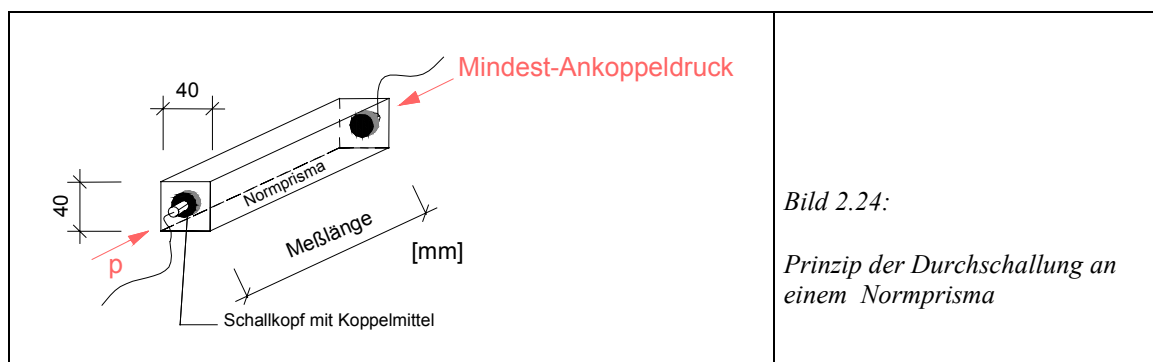 Mindest-Ankoppeldruck
40
40
Normprisma
Meßlänge
[mm]
p
Schallkopf mit Koppelmittel
Bild 2.24:
Prinzip der Durchschallung an
einem Normprisma